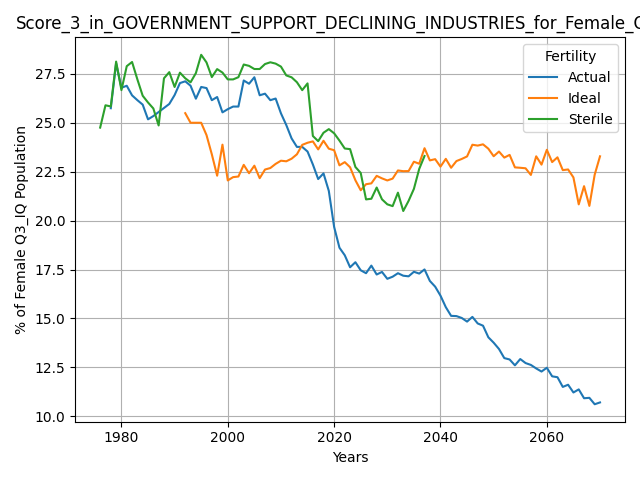 Score_3_in_GOVERNMENT_SUPPORT_DECLINING_INDUSTRIES_for_Female_
Fertility
Actual
Ideal
Sterile
% of Female Q3_IQ Population
27.5
25.0
22.5
20.0
17.5
15.0
12.5
10.0
1980
2000
2020
2040
2060
Years